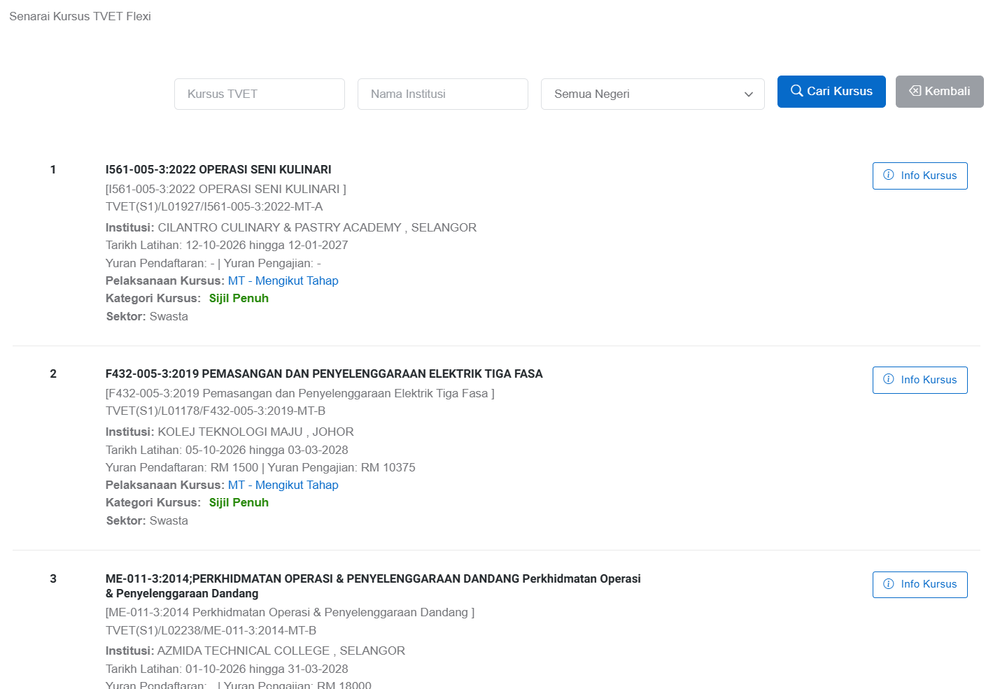 Senarai Kursus TVET Flexi
Kursus TVET
Nama Institusi
Semua Negeri
Cari Kursus
Kembali
1
I561-005-3:2022 OPERASI SENI KULINARI
Info Kursus
[I561-005-3:2022 OPERASI SENI KULINARI ]
TVET(S1)/L01927/I561-005-3:2022-MT-A
Institusi: CILANTRO CULINARY & PASTRY ACADEMY , SELANGOR
Tarikh Latihan: 12-10-2026 hingga 12-01-2027
Yuran Pendaftaran: - | Yuran Pengajian: -
Pelaksanaan Kursus: MT - Mengikut Tahap
Kategori Kursus: Sijil Penuh
Sektor: Swasta
2
F432-005-3:2019 PEMASANGAN DAN PENYELENGGARAAN ELEKTRIK TIGA FASA
Info Kursus
[F432-005-3:2019 Pemasangan dan Penyelenggaraan Elektrik Tiga Fasa ]
TVET(S1)/L01178/F432-005-3:2019-MT-B
Institusi: KOLEJ TEKNOLOGI MAJU , JOHOR
Tarikh Latihan: 05-10-2026 hingga 03-03-2028
Yuran Pendaftaran: RM 1500 | Yuran Pengajian: RM 10375
Pelaksanaan Kursus: MT - Mengikut Tahap
Kategori Kursus: Sijil Penuh
Sektor: Swasta
3
ME-011-3:2014;PERKHIDMATAN OPERASI & PENYELENGGARAAN DANDANG Perkhidmatan Operasi
& Penyelenggaraan Dandang
Info Kursus
[ME-011-3:2014 Perkhidmatan Operasi & Penyelenggaraan Dandang ]
TVET(S1)/L02238/ME-011-3:2014-MT-B
Institusi: AZMIDA TECHNICAL COLLEGE , SELANGOR
Tarikh Latihan: 01-10-2026 hingga 31-03-2028
Yuran Pendaftaran: - | Yuran Pengajian: RM 18000